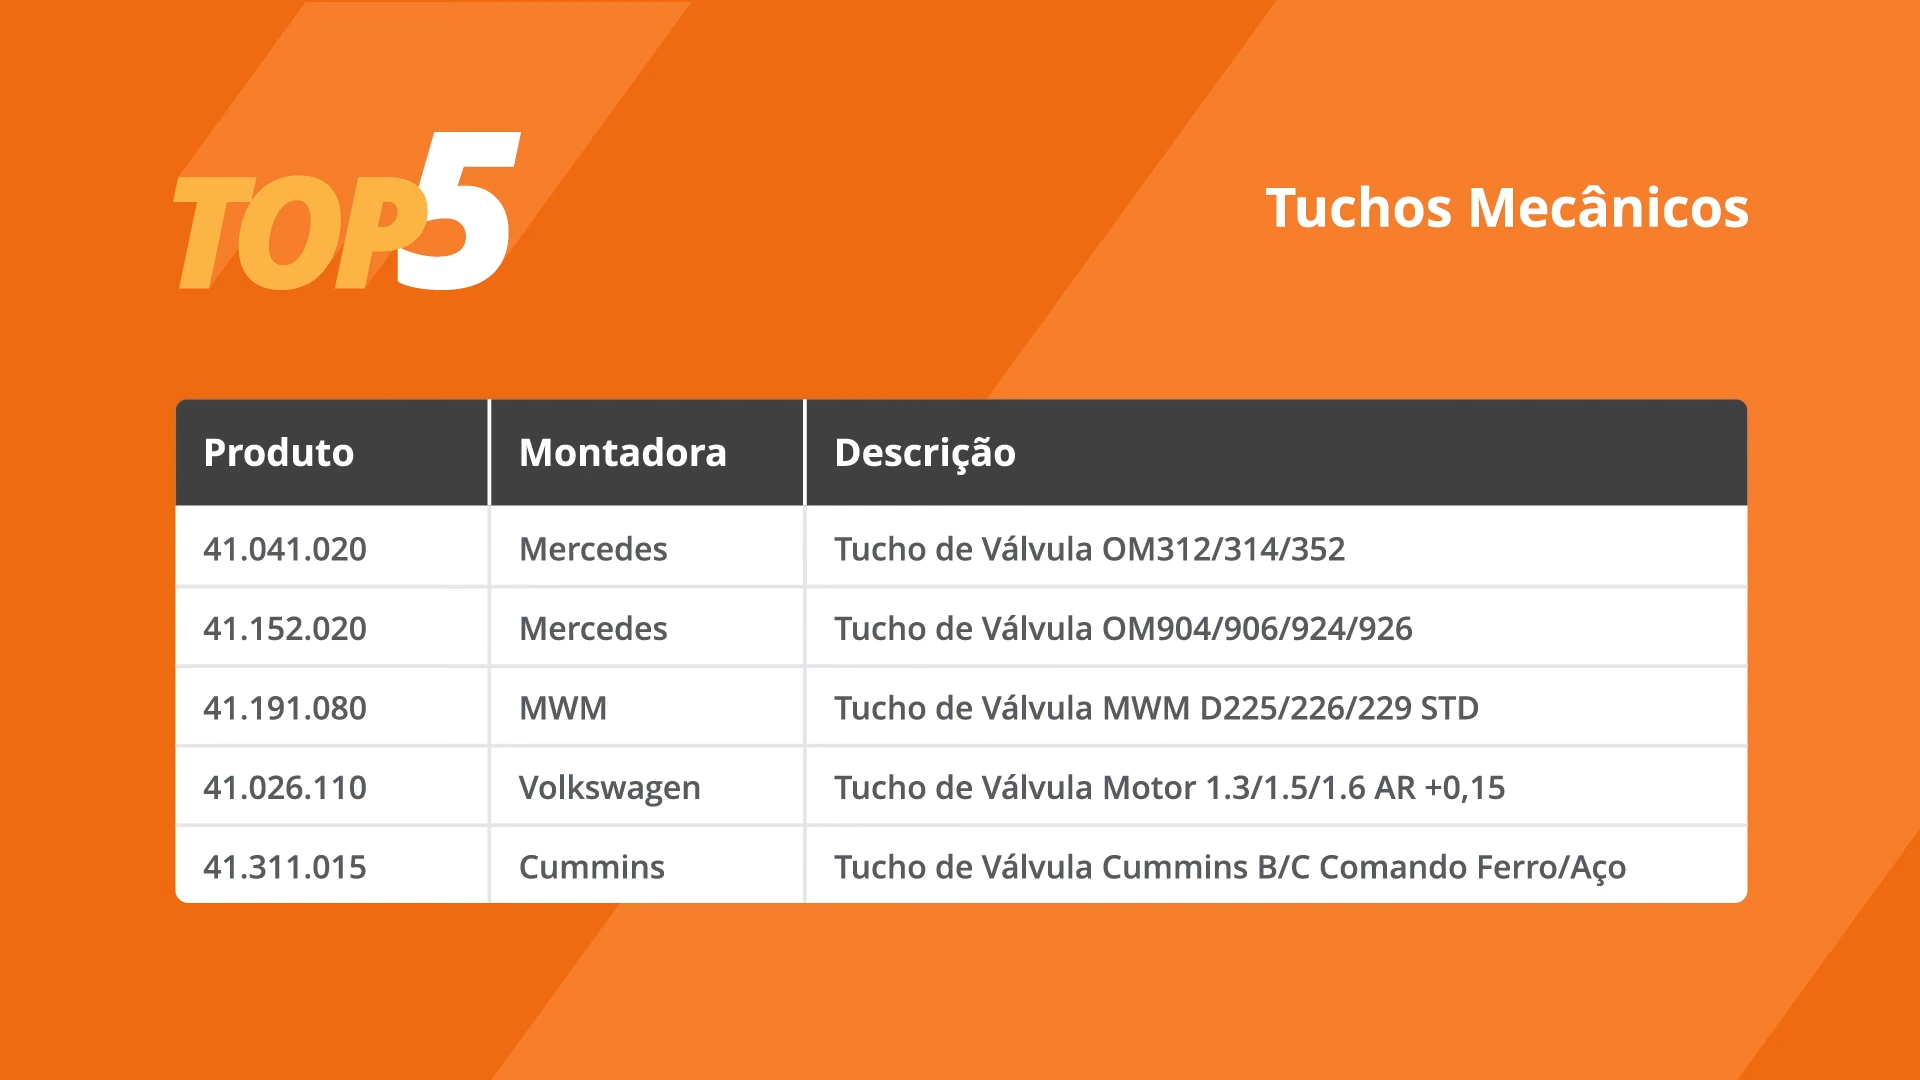 TOP5
Tuchos Mecânicos
Produto Montadora Descrição
41.041.020 Mercedes Tucho de Válvula OM312/314/352
41.152.020 Mercedes Tucho de Válvula OM904/906/924/926
41.191.080 MWM Tucho de Válvula MWM D225/226/229 STD
41.026.110 Volkswagen Tucho de Válvula Motor 1.3/1.5/1.6 AR +0,15
41.311.015 Cummins Tucho de Válvula Cummins B/C Comando Ferro/Aço